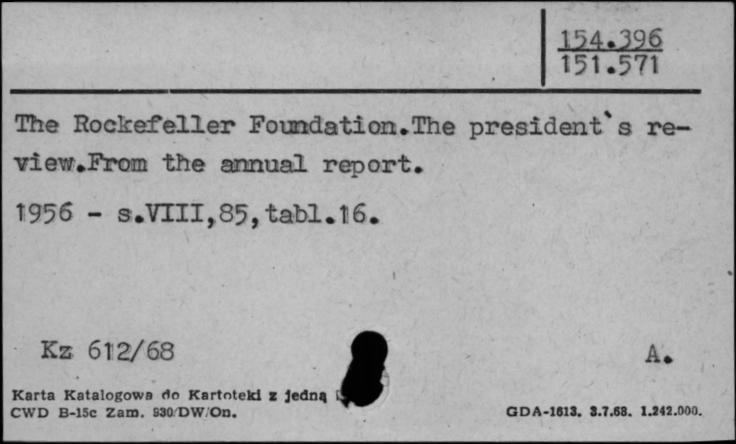 154.396
151.571
The Rockefeller Foundation.The president`s re-
view.From the annual report.
1956 - s.VIII,85,tabl.16.
Kz 612/68
A.
Karta Katalogowa do Kartoteki z jedną
CWD B-15c Zam. 930/DW/On.
GDA-1613. 3.7.68. 1.242.000.